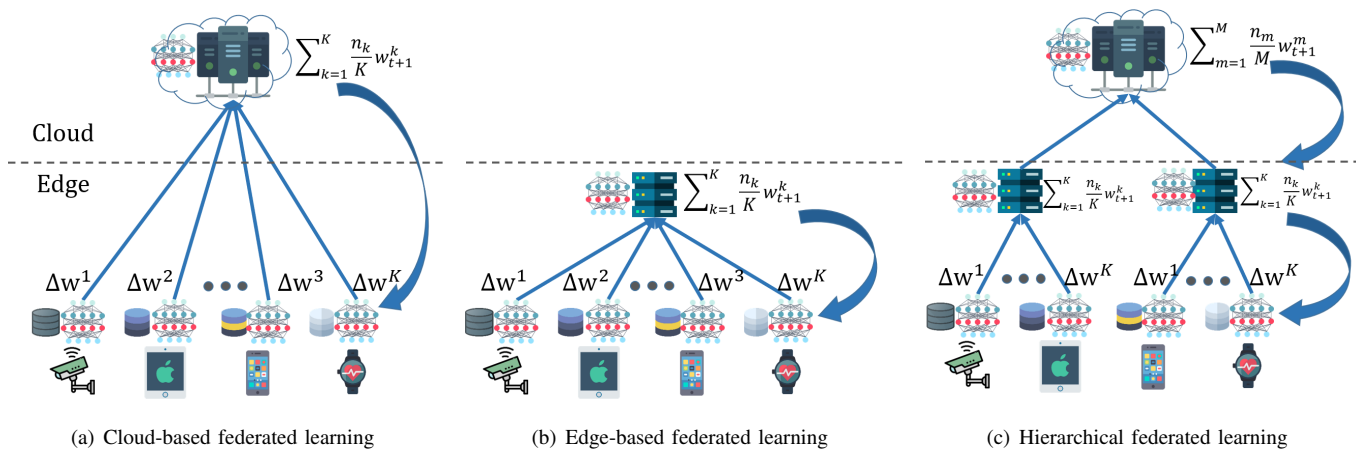 Cloud
Edge
∑_{k=1}^{K} n_k/K w_{t+1}^k
Δw^1 Δw^2 Δw^3 Δw^K
(a) Cloud-based federated learning
∑_{k=1}^{K} n_k/K w_{t+1}^k
Δw^1 Δw^2 Δw^3 Δw^K
(b) Edge-based federated learning
∑_{m=1}^{M} n_m/M w_{t+1}^m
∑_{k=1}^{K} n_k/K w_{t+1}^k
∑_{k=1}^{K} n_k/K w_{t+1}^k
Δw^1 Δw^K Δw^1 Δw^K
(c) Hierarchical federated learning